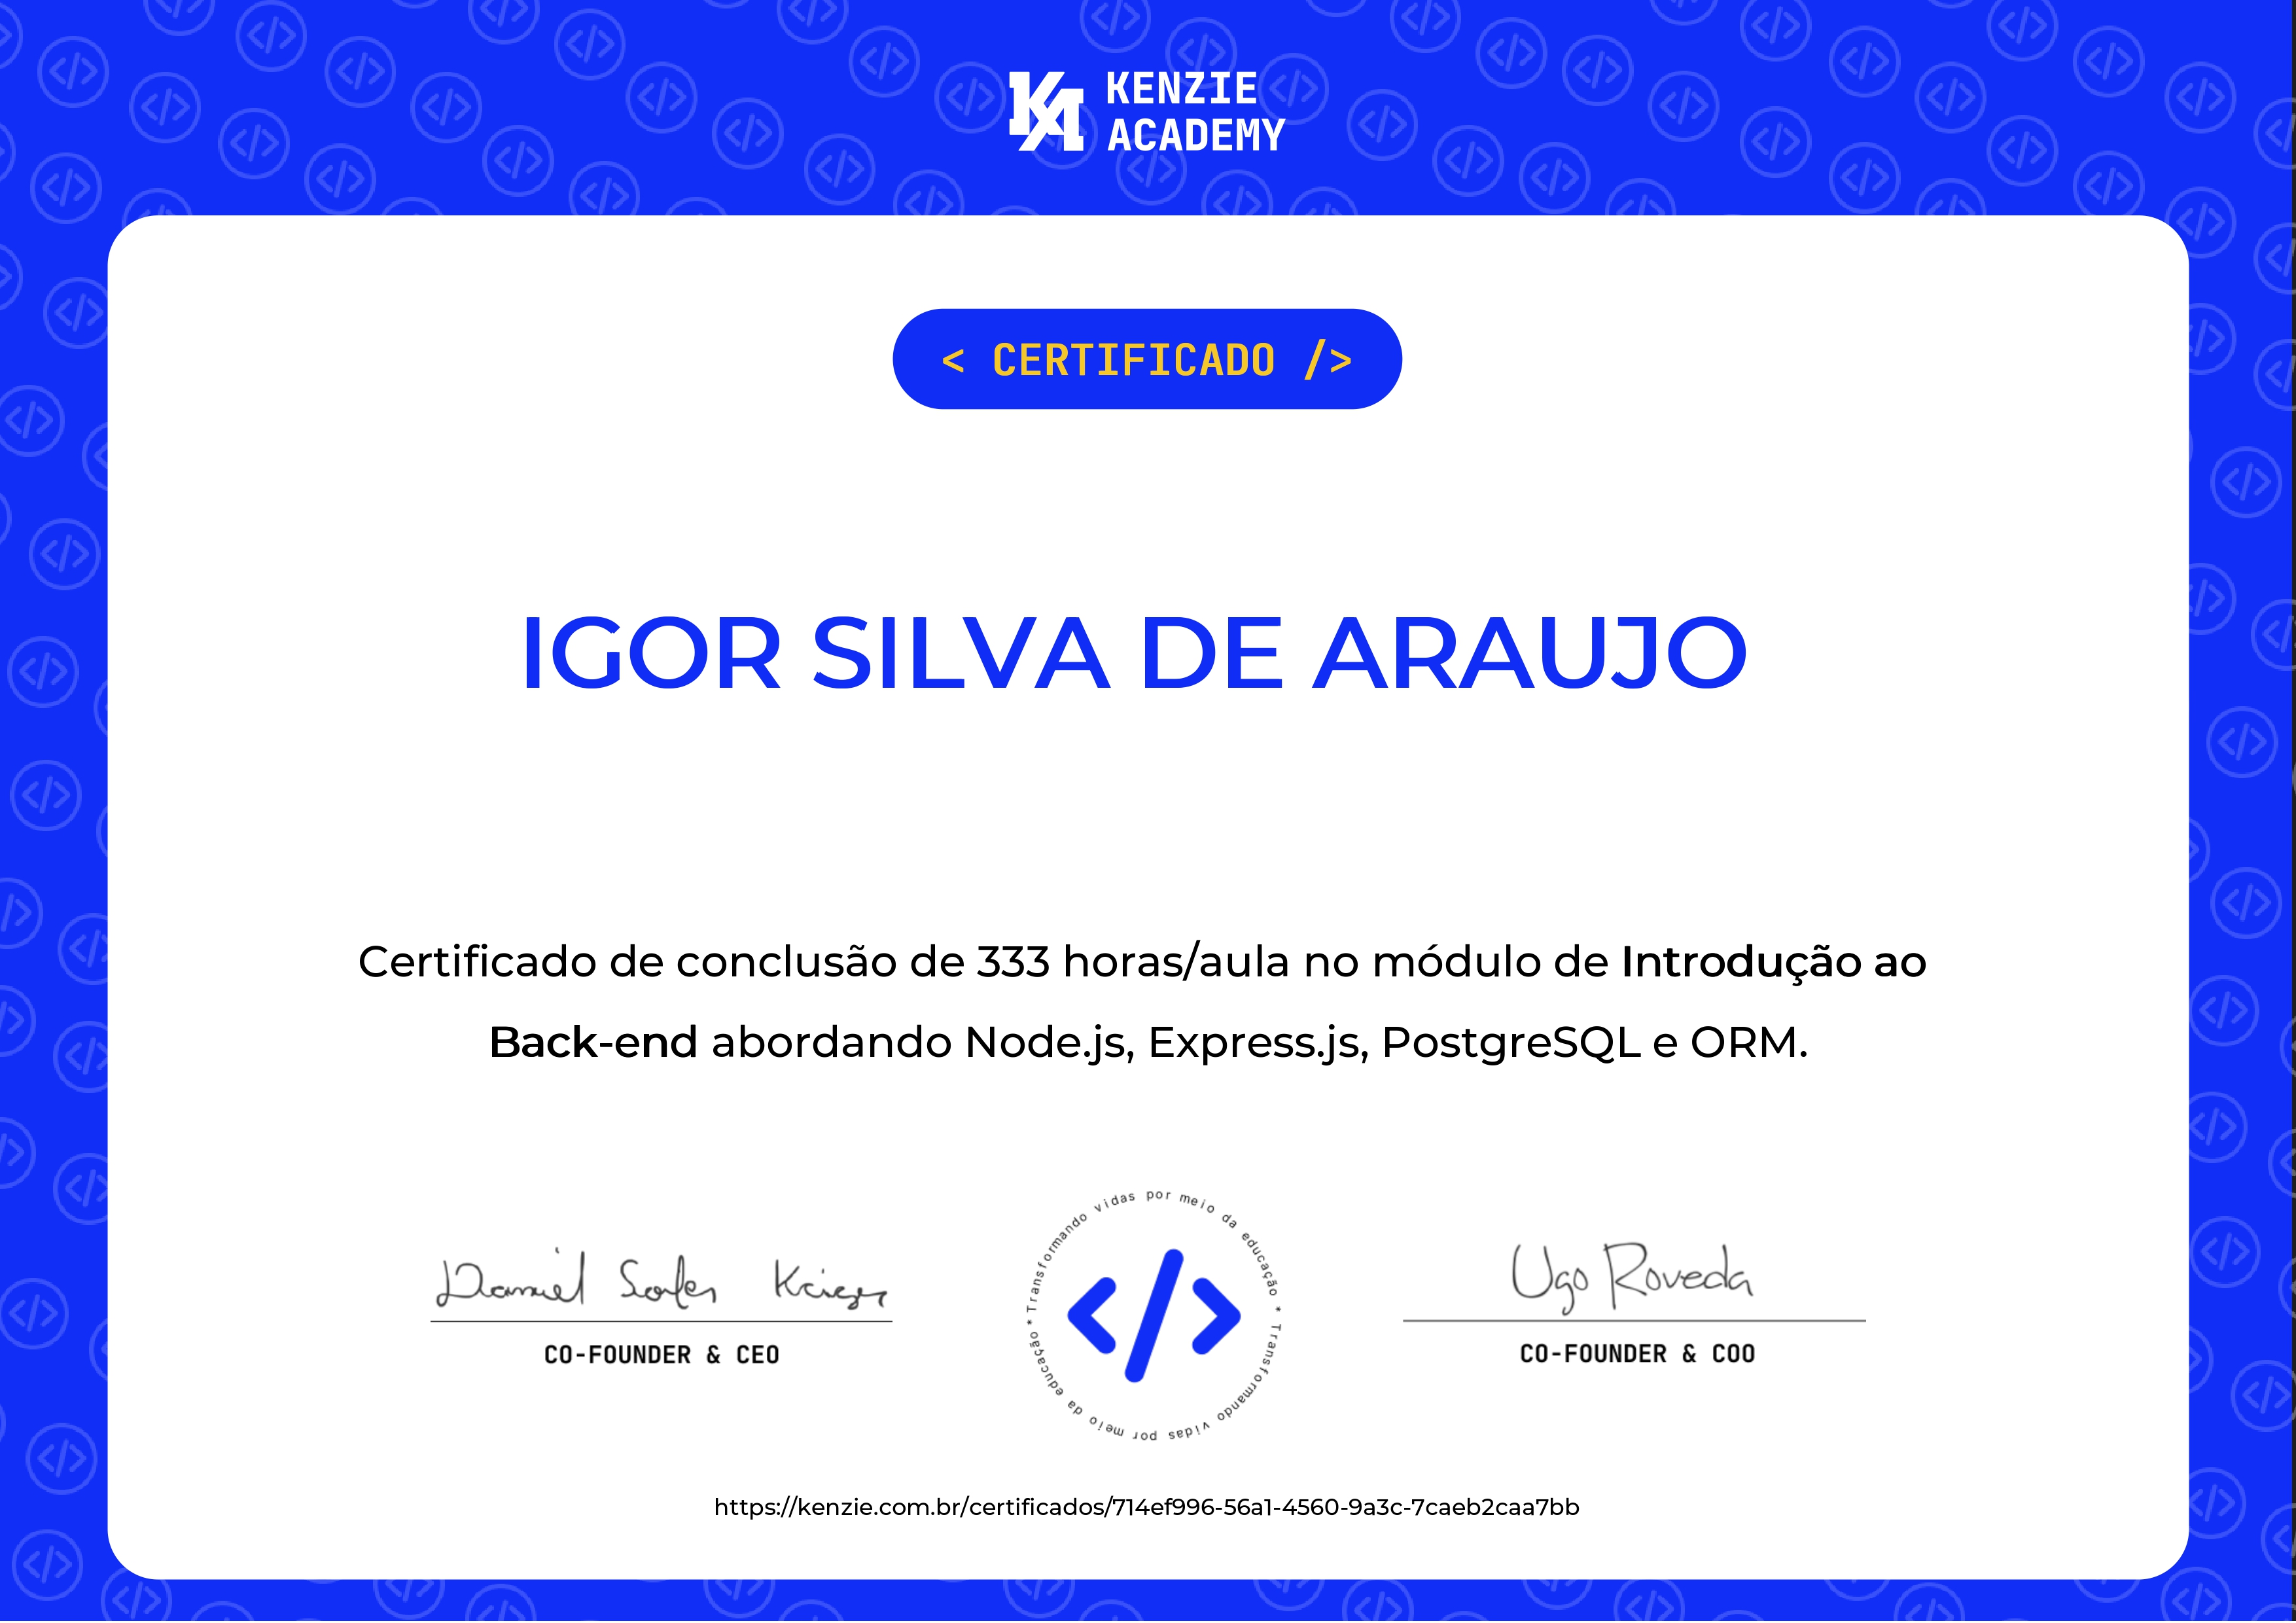 KENZIE
ACADEMY
< CERTIFICADO />
IGOR SILVA DE ARAUJO
Certificado de conclusão de 333 horas/aula no módulo de Introdução ao
Back-end abordando Node.js, Express.js, PostgreSQL e ORM.
Daniel
CO-FOUNDER & CEO
Transformando vidas por meio da educação * Transformando vidas por meio da educação *
Ugo Roveda
CO-FOUNDER & COO
https://kenzie.com.br/certificados/714ef996-56a1-4560-9a3c-7caeb2caa7bb